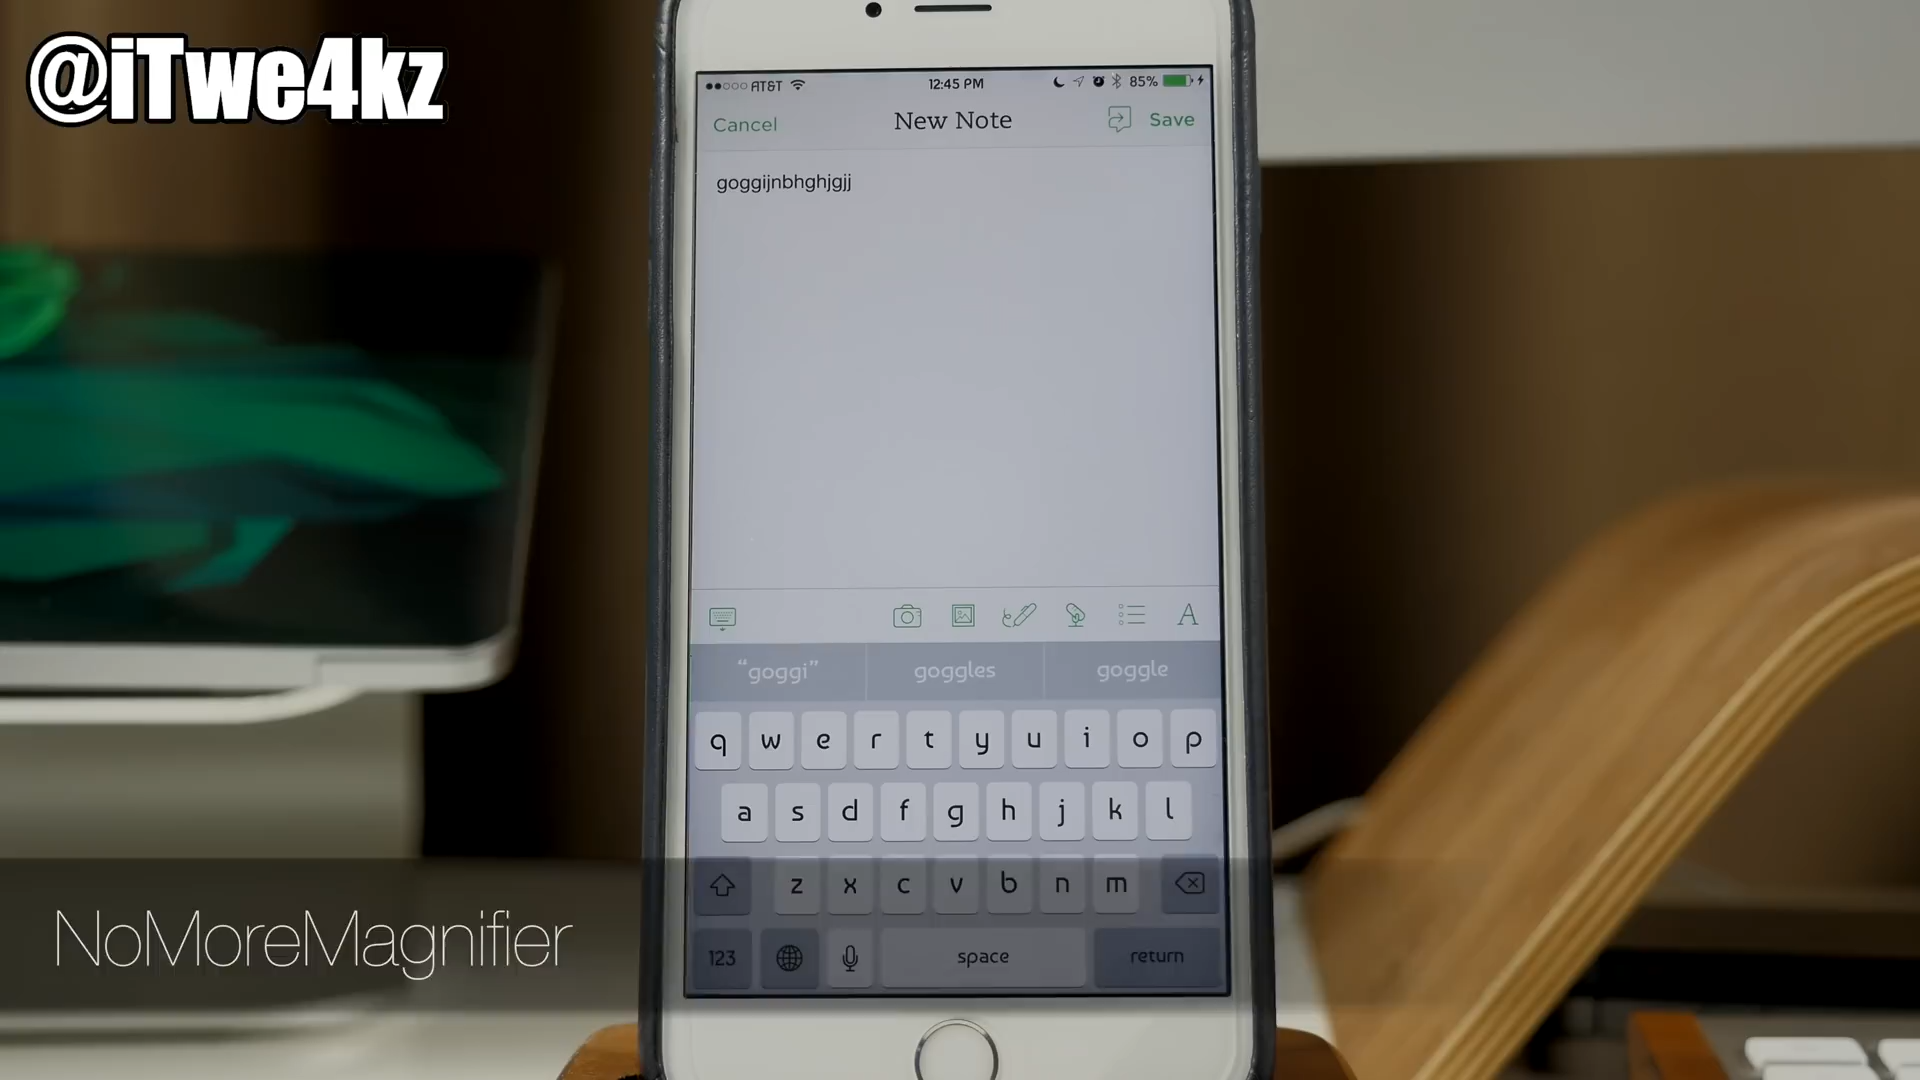 @iTwe4kz
AT&T 12:45 PM 85%
Cancel New Note Save
goggijnbhghjgjj
A
“goggi” goggles goggle
q w e r t y u i o p
a s d f g h j k l
z x c v b n m
123 space return
NoMoreMagnifier